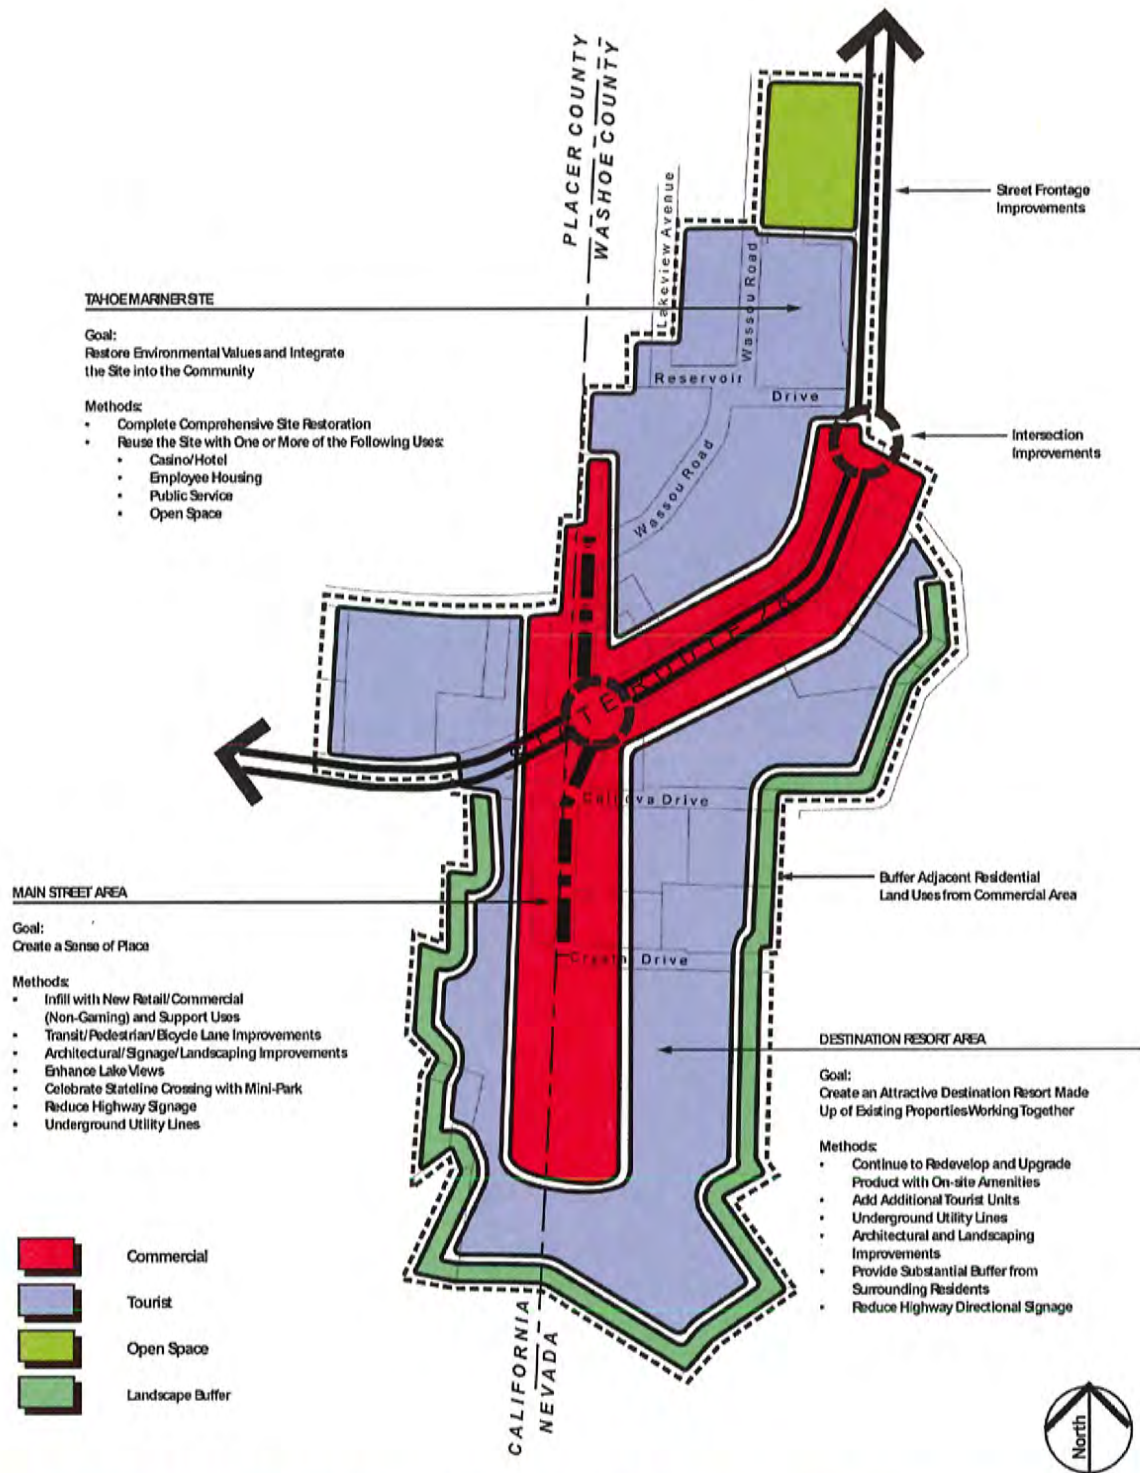 PLACER COUNTY
WASHOE COUNTY
Lakeview Avenue
Wassou Road
Street Frontage
Improvements
TAHOE MARINER SITE
Goal:
Restore Environmental Values and Integrate
the Site into the Community
Methods:
• Complete Comprehensive Site Restoration
• Reuse the Site with One or More of the Following Uses:
• Casino/Hotel
• Employee Housing
• Public Service
• Open Space
Reservoir
Drive
Intersection
Improvements
Wassou Road
ROUTE 28
Drive
Buffer Adjacent Residential
Land Uses from Commercial Area
MAIN STREET AREA
Goal:
Create a Sense of Place
Methods:
• Infill with New Retail/Commercial
(Non-Gaming) and Support Uses
• Transit/Pedestrian/Bicycle Lane Improvements
• Architectural/Signage/Landscaping Improvements
• Enhance Lake Views
• Celebrate Stateline Crossing with Mini-Park
• Reduce Highway Signage
• Underground Utility Lines
Drive
DESTINATION RESORT AREA
Goal:
Create an Attractive Destination Resort Made
Up of Existing Properties Working Together
Methods:
• Continue to Redevelop and Upgrade
Product with On-site Amenities
• Add Additional Tourist Units
• Underground Utility Lines
• Architectural and Landscaping
Improvements
• Provide Substantial Buffer from
Surrounding Residents
• Reduce Highway Directional Signage
Commercial
Tourist
Open Space
Landscape Buffer
CALIFORNIA
NEVADA
North